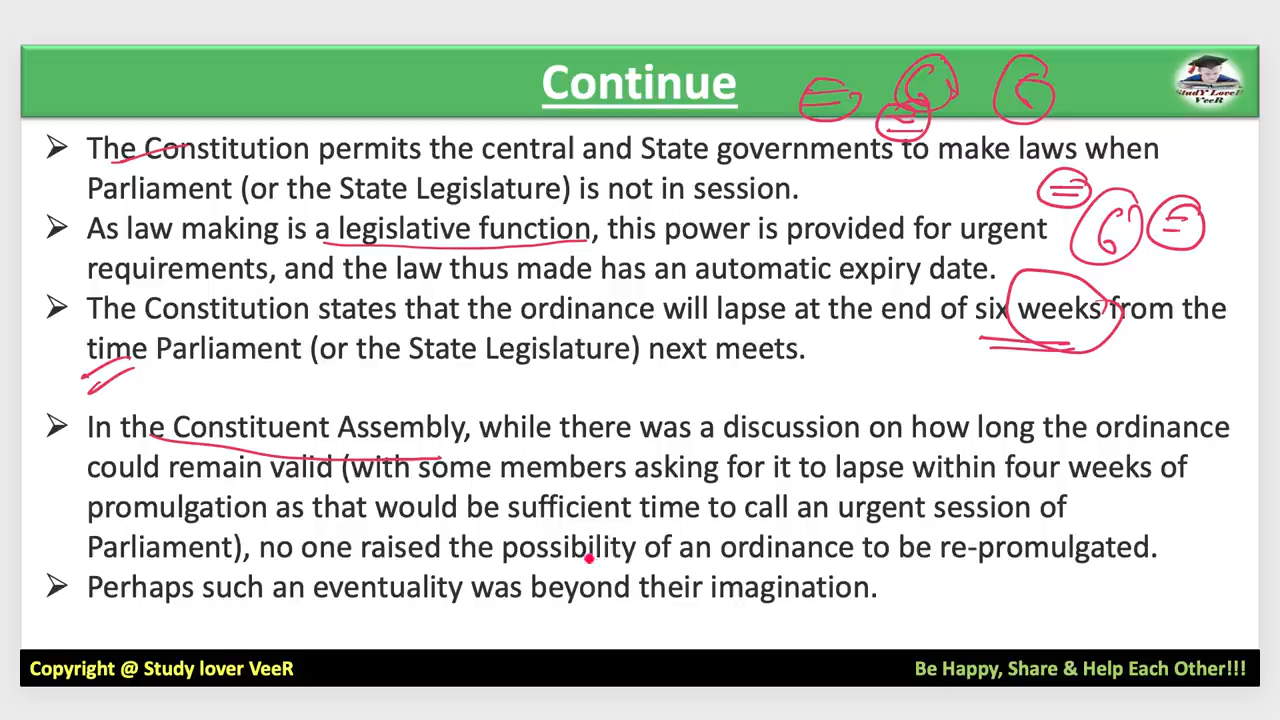 Continue
StudY LoveR
VeeR
➢ The Constitution permits the central and State governments to make laws when
Parliament (or the State Legislature) is not in session.
➢ As law making is a legislative function, this power is provided for urgent
requirements, and the law thus made has an automatic expiry date.
➢ The Constitution states that the ordinance will lapse at the end of six weeks from the
time Parliament (or the State Legislature) next meets.
➢ In the Constituent Assembly, while there was a discussion on how long the ordinance
could remain valid (with some members asking for it to lapse within four weeks of
promulgation as that would be sufficient time to call an urgent session of
Parliament), no one raised the possibility of an ordinance to be re-promulgated.
➢ Perhaps such an eventuality was beyond their imagination.
Copyright @ Study lover VeeR
Be Happy, Share & Help Each Other!!!